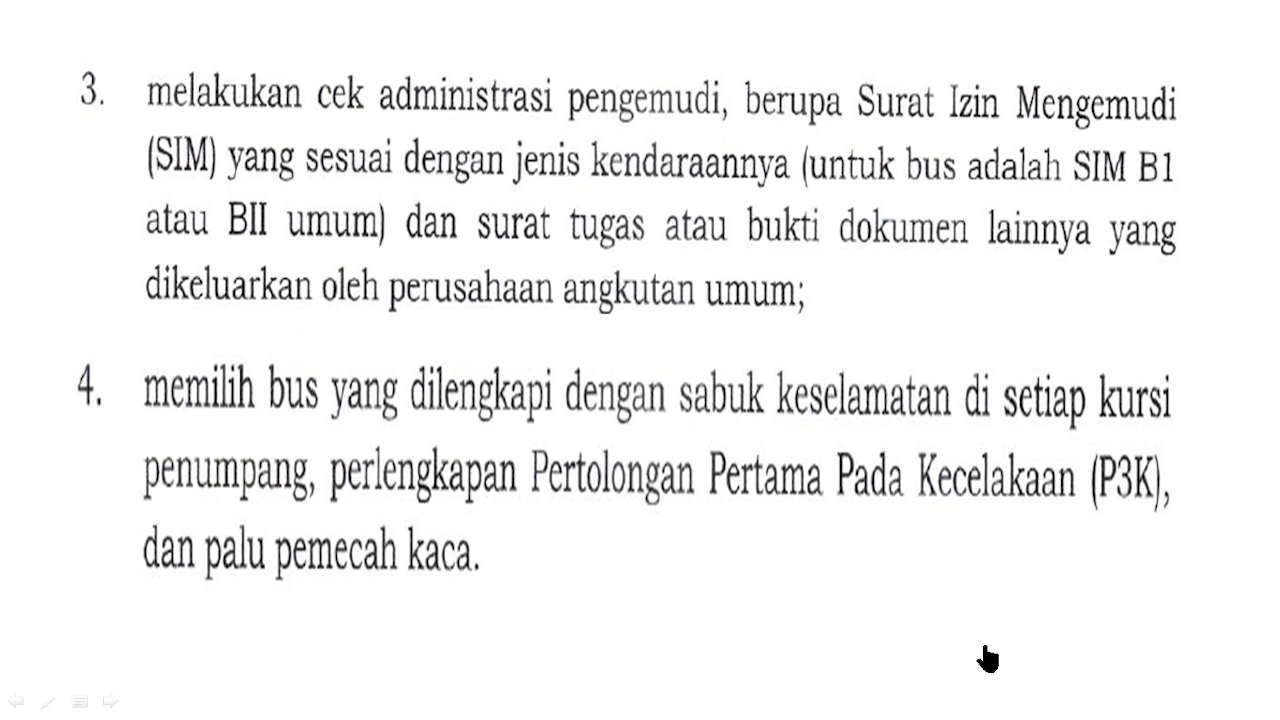 3. melakukan cek administrasi pengemudi, berupa Surat Izin Mengemudi
(SIM) yang sesuai dengan jenis kendaraannya (untuk bus adalah SIM B1
atau BII umum) dan surat tugas atau bukti dokumen lainnya yang
dikeluarkan oleh perusahaan angkutan umum;
4. memilih bus yang dilengkapi dengan sabuk keselamatan di setiap kursi
penumpang, perlengkapan Pertolongan Pertama Pada Kecelakaan (P3K),
dan palu pemecah kaca.